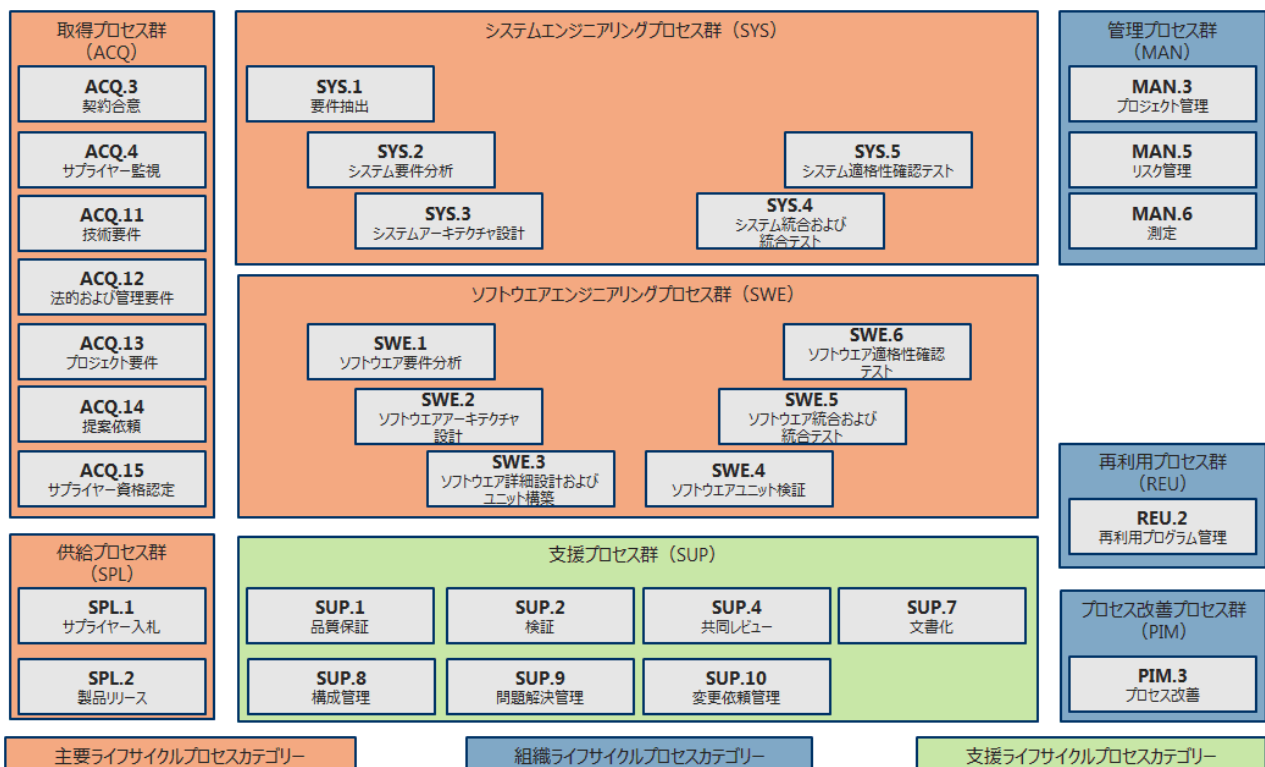 取得プロセス群
（ACQ）
ACQ.3
契約合意
ACQ.4
サプライヤー監視
ACQ.11
技術要件
ACQ.12
法的および管理要件
ACQ.13
プロジェクト要件
ACQ.14
提案依頼
ACQ.15
サプライヤー資格認定
システムエンジニアリングプロセス群（SYS）
SYS.1
要件抽出
SYS.2
システム要件分析
SYS.3
システムアーキテクチャ設計
SYS.5
システム適格性確認テスト
SYS.4
システム統合および
統合テスト
管理プロセス群
（MAN）
MAN.3
プロジェクト管理
MAN.5
リスク管理
MAN.6
測定
ソフトウエアエンジニアリングプロセス群（SWE）
SWE.1
ソフトウエア要件分析
SWE.2
ソフトウエアアーキテクチャ
設計
SWE.3
ソフトウエア詳細設計および
ユニット構築
SWE.6
ソフトウエア適格性確認
テスト
SWE.5
ソフトウエア統合および
統合テスト
SWE.4
ソフトウエアユニット検証
再利用プロセス群
（REU）
REU.2
再利用プログラム管理
供給プロセス群
（SPL）
SPL.1
サプライヤー入札
SPL.2
製品リリース
支援プロセス群（SUP）
SUP.1
品質保証
SUP.2
検証
SUP.4
共同レビュー
SUP.7
文書化
SUP.8
構成管理
SUP.9
問題解決管理
SUP.10
変更依頼管理
プロセス改善プロセス群
（PIM）
PIM.3
プロセス改善
主要ライフサイクルプロセスカテゴリー
組織ライフサイクルプロセスカテゴリー
支援ライフサイクルプロセスカテゴリー